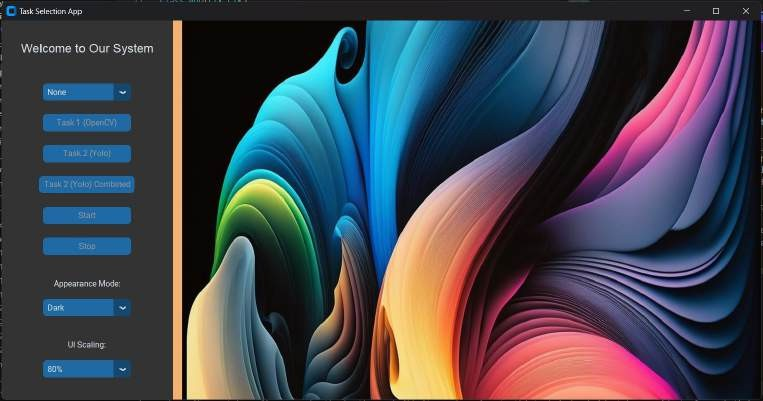 Task Selection App
Welcome to Our System
None
Task 1 (OpenCV)
Task 2 (Yolo)
Task 2 (Yolo) Combined
Start
Stop
Appearance Mode:
Dark
UI Scaling:
80%